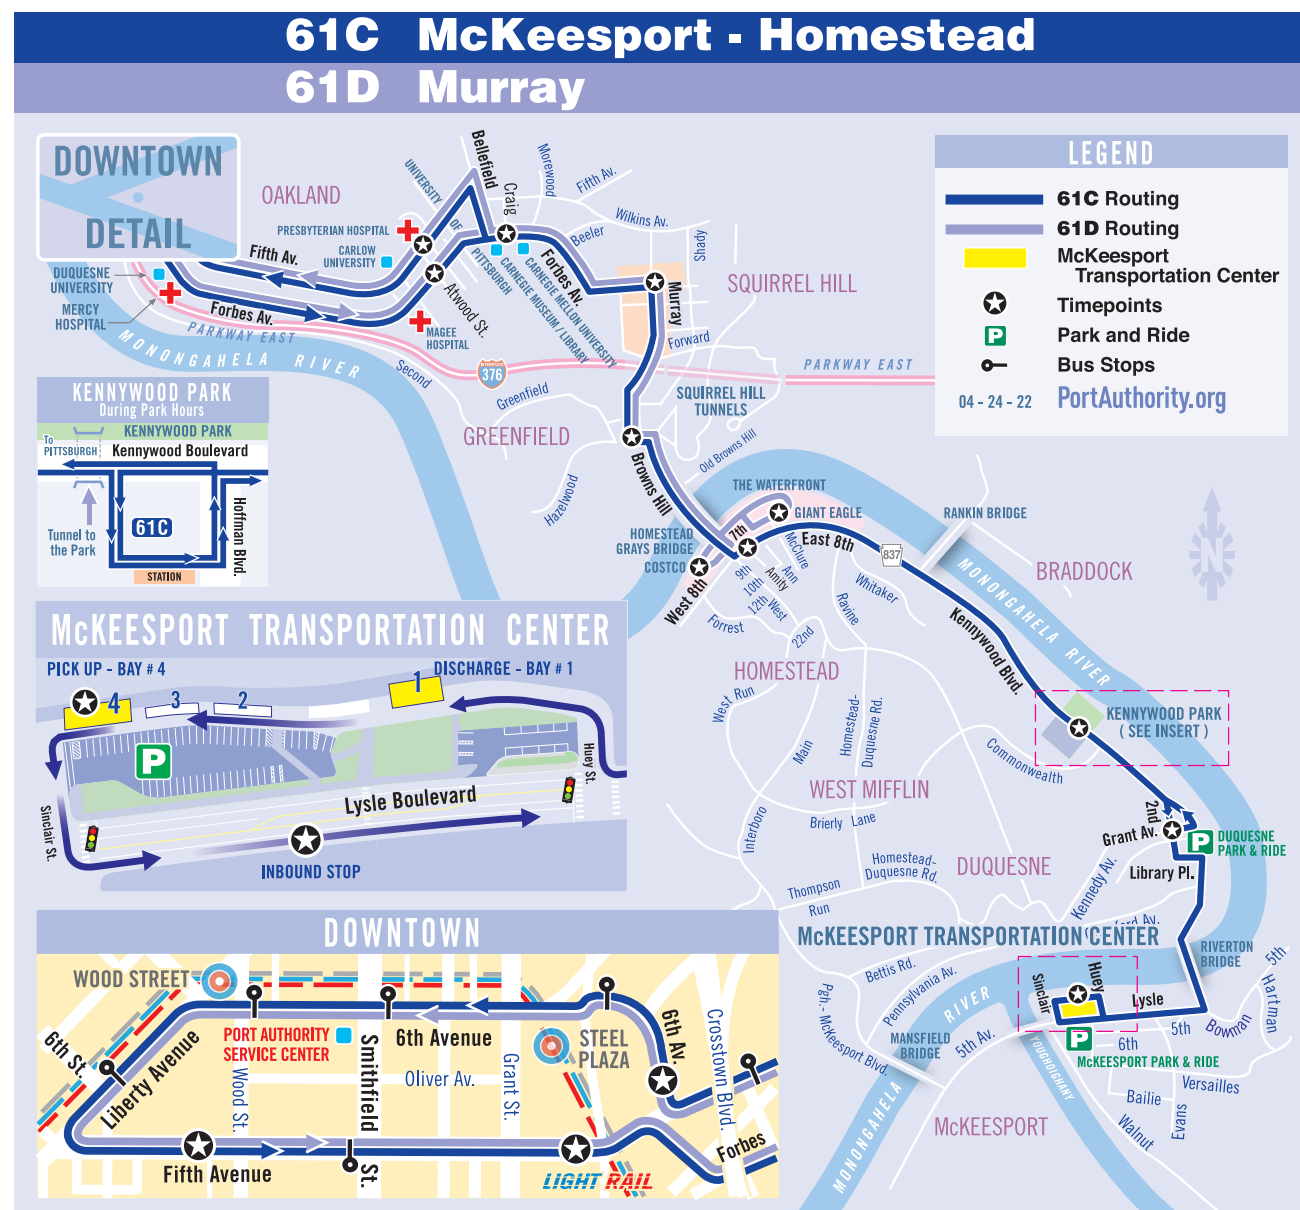 61C McKeesport - Homestead
61D Murray
DOWNTOWN
DETAIL
OAKLAND
UNIVERSITY
OF
PITTSBURGH
Bellefield
Craig
Morewood
Fifth Av.
Wilkins Av.
Beeler
Shady
PRESBYTERIAN HOSPITAL
CARLOW
UNIVERSITY
Fifth Av.
Forbes Av.
DUQUESNE
UNIVERSITY
MERCY
HOSPITAL
PARKWAY EAST
MONONGAHELA RIVER
Atwood St.
MAGEE
HOSPITAL
CARNEGIE MUSEUM / LIBRARY
CARNEGIE MELLON UNIVERSITY
Forbes Av.
Murray
SQUIRREL HILL
Forward
PARKWAY EAST
INTERSTATE
376
Second
Greenfield
GREENFIELD
SQUIRREL HILL
TUNNELS
Hazelwood
Browns Hill
Old Browns Hill
LEGEND
61C Routing
61D Routing
McKeesport
Transportation Center
Timepoints
P
Park and Ride
Bus Stops
04 - 24 - 22
PortAuthority.org
KENNYWOOD PARK
During Park Hours
KENNYWOOD PARK
To
PITTSBURGH
Kennywood Boulevard
61C
Hoffman Blvd.
Tunnel to
the Park
STATION
THE WATERFRONT
GIANT EAGLE
HOMESTEAD
GRAYS BRIDGE
COSTCO
7th
East 8th
West 8th
837
9th
10th
12th
McClure
Ann
Amity
West
Forrest
22nd
Ravine
Whitaker
RANKIN BRIDGE
BRADDOCK
N
MONONGAHELA RIVER
Kennywood Blvd.
HOMESTEAD
West Run
Main
Homestead-
Duquesne Rd.
KENNYWOOD PARK
( SEE INSERT )
Commonwealth
WEST MIFFLIN
Interboro
Brierly Lane
2nd
Grant Av.
P
DUQUESNE
PARK & RIDE
Library Pl.
Homestead-
Duquesne Rd.
DUQUESNE
Kennedy Av.
Thompson
Run
McKEESPORT TRANSPORTATION CENTER
RIVERTON
BRIDGE
Bettis Rd.
Pennsylvania Av.
Pgh. - McKeesport Blvd.
MANSFIELD
BRIDGE
MONONGAHELA
RIVER
5th Av.
Sinclair
Huey
Lysle
5th
6th
Bowman
Hartman
5th
P
McKEESPORT PARK & RIDE
YOUGHIOGHANY
Bailie
Versailles
Evans
Walnut
McKEESPORT
McKEESPORT TRANSPORTATION CENTER
PICK UP - BAY # 4
DISCHARGE - BAY # 1
4
3
2
1
P
Huey St.
Lysle Boulevard
Sinclair St.
INBOUND STOP
DOWNTOWN
WOOD STREET
6th St.
Liberty Avenue
PORT AUTHORITY
SERVICE CENTER
Wood St.
Smithfield
St.
6th Avenue
Oliver Av.
Grant St.
STEEL
PLAZA
6th Av.
Crosstown Blvd.
Forbes
Fifth Avenue
LIGHT RAIL